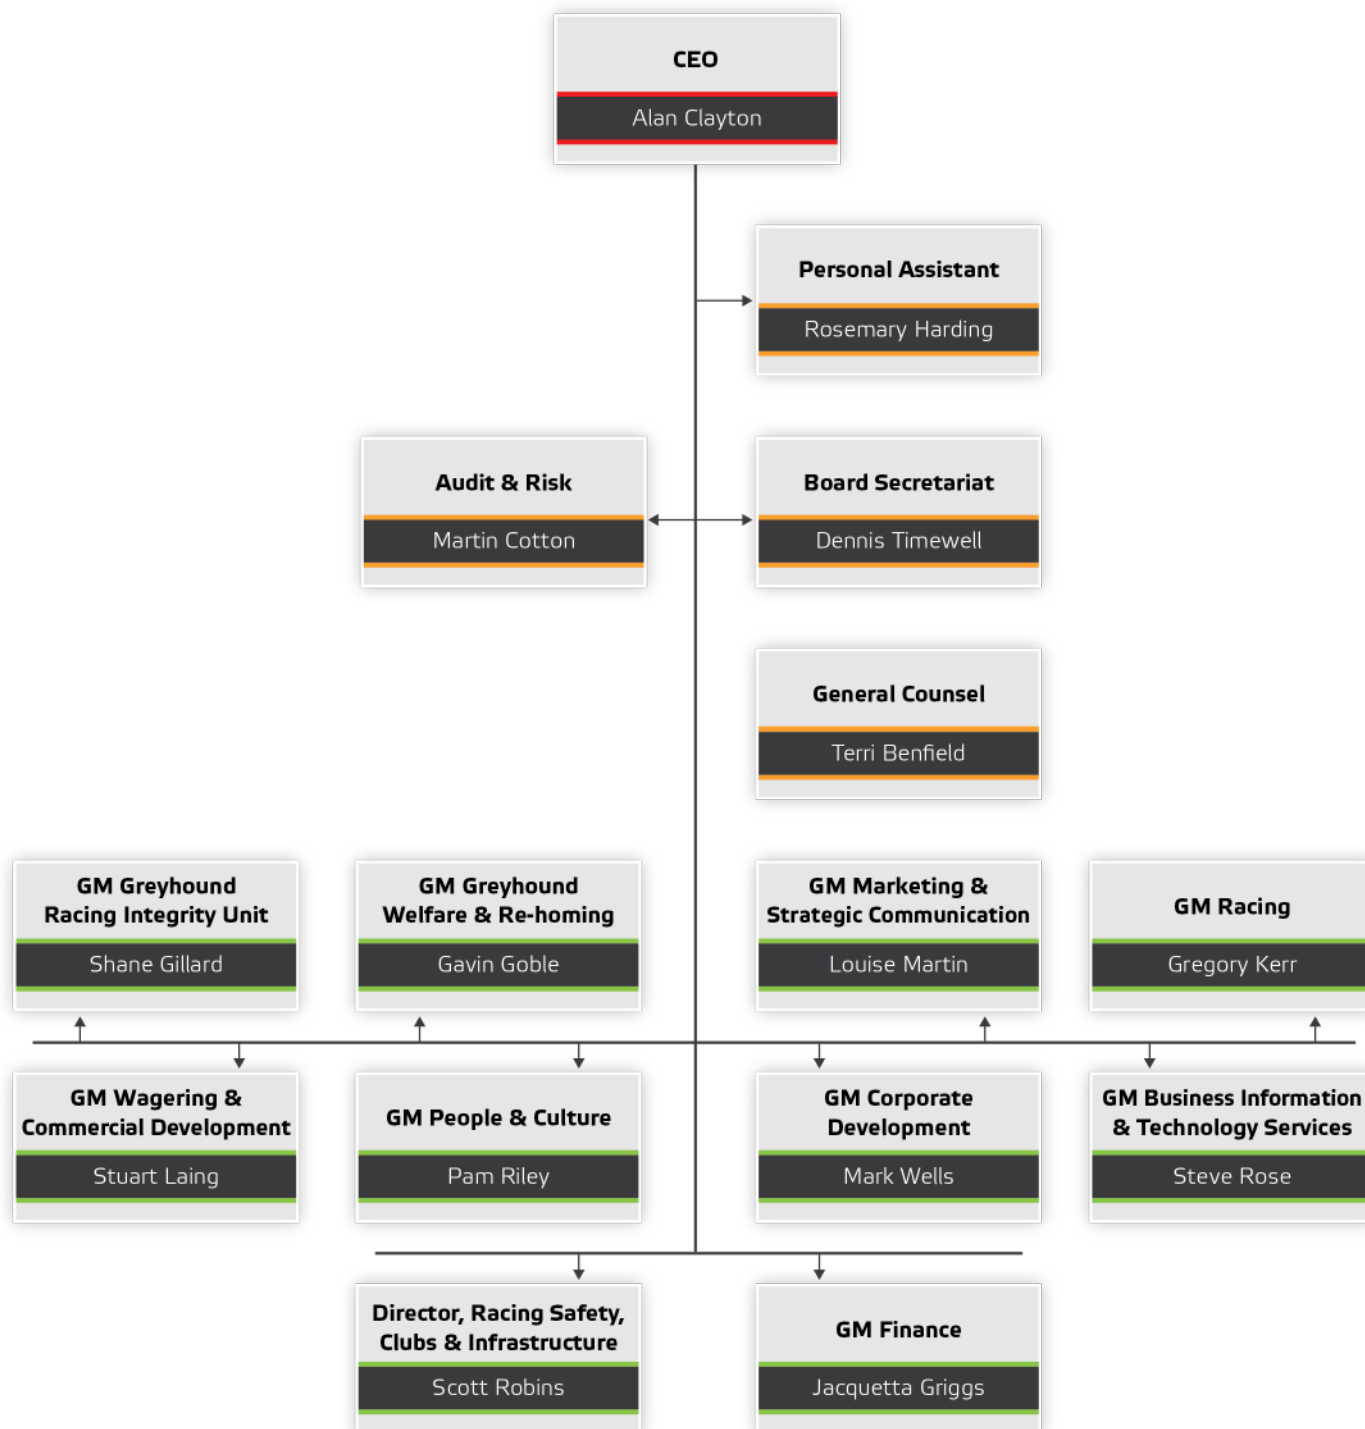 CEO
Alan Clayton
Personal Assistant
Rosemary Harding
Audit & Risk
Martin Cotton
Board Secretariat
Dennis Timewell
General Counsel
Terri Benfield
GM Greyhound
Racing Integrity Unit
Shane Gillard
GM Greyhound
Welfare & Re-homing
Gavin Goble
GM Marketing &
Strategic Communication
Louise Martin
GM Racing
Gregory Kerr
GM Wagering &
Commercial Development
Stuart Laing
GM People & Culture
Pam Riley
GM Corporate
Development
Mark Wells
GM Business Information
& Technology Services
Steve Rose
Director, Racing Safety,
Clubs & Infrastructure
Scott Robins
GM Finance
Jacquetta Griggs